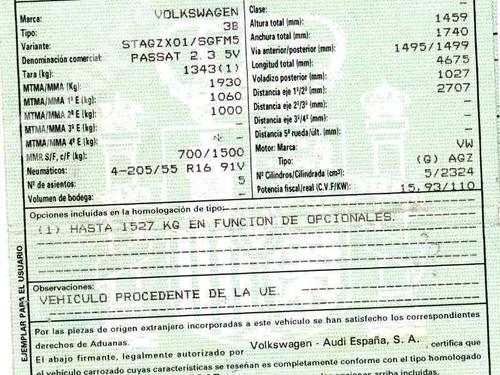 Marca: VOLKSWAGEN
Tipo: 3B
Variante: STAGZX01/SGFM5
Denominación comercial: PASSAT 2.3 5V
Tara (kg): 1343(1)
MTMA/MMA (Kg): 1930
MTMA/MMA 1º E (kg): 1060
MTMA/MMA 2º E (kg): 1000
MTMA/MMA 3º E (kg): -
MTMA/MMA 4º E (kg): -
MMR S/F, c/F (kg): 700/1500
Neumáticos: 4-205/55 R16 91V
Nº de asientos: 5
Volumen de bodega: -
Clase: -
Altura total (mm): 1459
Anchura total (mm): 1740
Vía anterior/posterior (mm): 1495/1499
Longitud total (mm): 4675
Voladizo posterior (mm): 1027
Distancia eje 1º/2º (mm): 2707
Distancia eje 2º/3º (mm): -
Distancia eje 3º/4º (mm): -
Distancia 5ª rueda/últ. (mm): -
Motor: Marca: VW
Tipo: (G) AGZ
Nº Cilindros/Cilindrada (cm³): 5/2324
Potencia fiscal/real (C.V.F/KW): 15,93/110
Opciones incluidas en la homologación de tipo:
(1) HASTA 1527 KG EN FUNCION DE OPCIONALES.
Observaciones:
VEHICULO PROCEDENTE DE LA UE.
EJEMPLAR PARA EL USUARIO
Por las piezas de origen extranjero incorporadas a este vehículo se han satisfecho los correspondientes
derechos de Aduanas.
El abajo firmante, legalmente autorizado por Volkswagen - Audi España, S. A., certifica que
el vehículo carrozado cuyas características se reseñan es completamente conforme con el tipo homologado
opciones arriba incluidas.